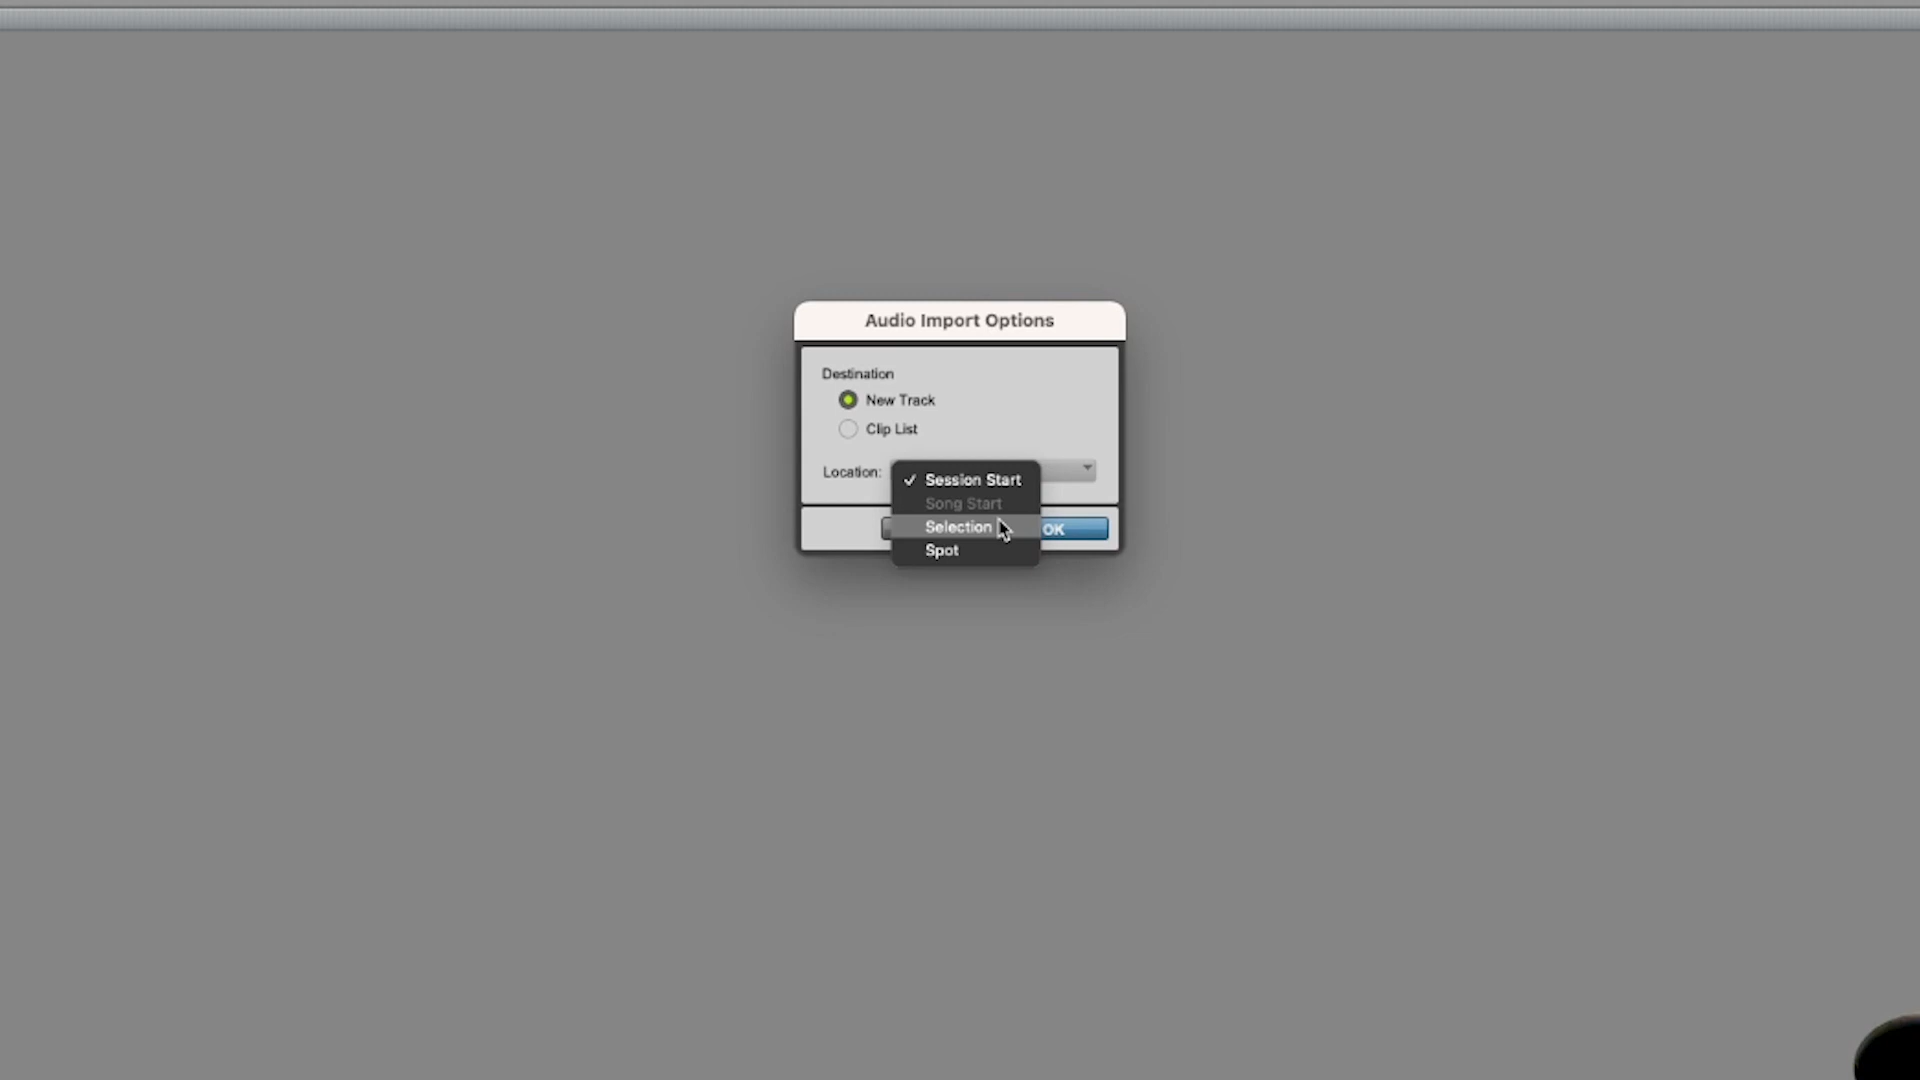 Audio Import Options
Destination
New Track
Clip List
Location:
Session Start
Song Start
Selection
OK
Spot